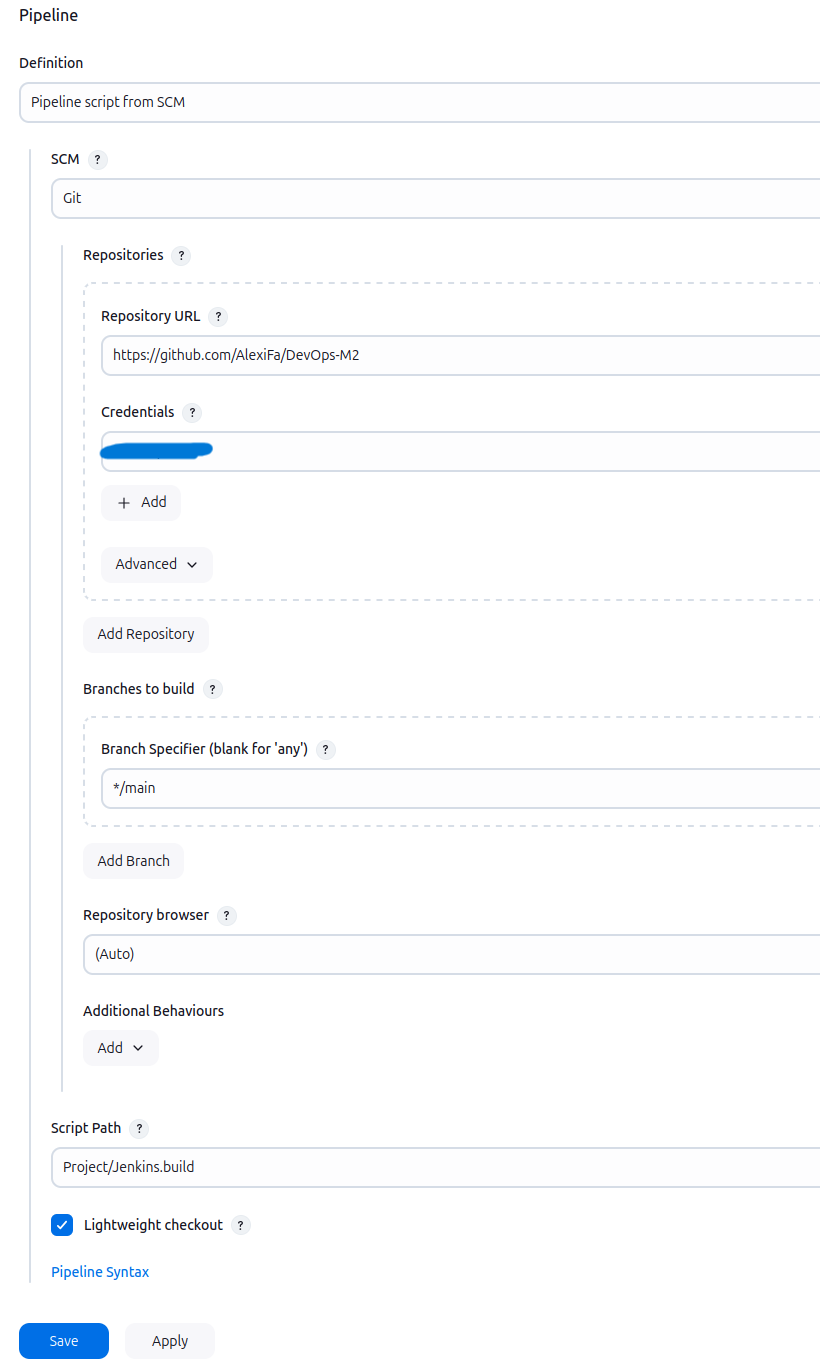 Pipeline
Definition
Pipeline script from SCM
SCM ?
Git
Repositories ?
Repository URL ?
https://github.com/AlexiFa/DevOps-M2
Credentials ?
+ Add
Advanced
Add Repository
Branches to build ?
Branch Specifier (blank for 'any') ?
*/main
Add Branch
Repository browser ?
(Auto)
Additional Behaviours
Add
Script Path ?
Project/Jenkins.build
Lightweight checkout ?
Pipeline Syntax
Save Apply